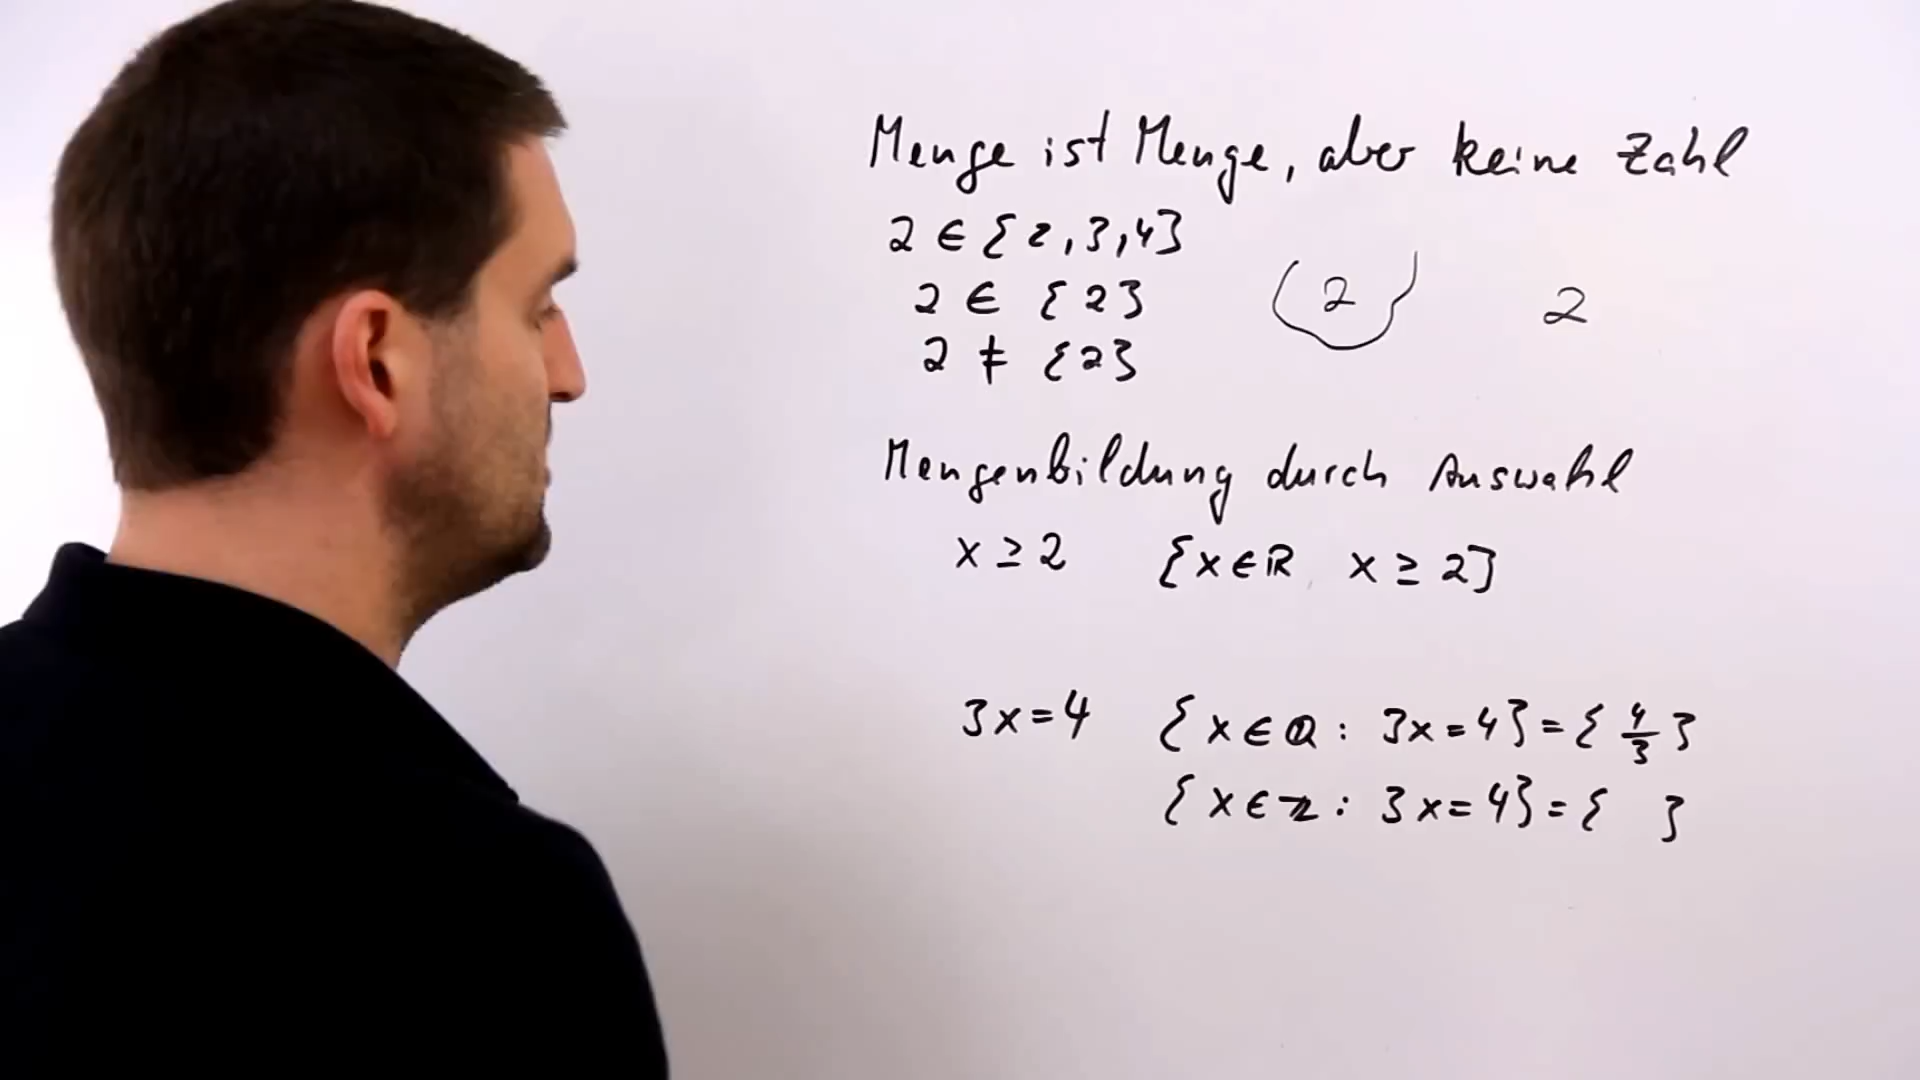 Menge ist Menge, aber keine Zahl
2 ∈ {2,3,4}
2 ∈ {2} 2 2
2 ≠ {2}
Mengenbildung durch Auswahl
x ≥ 2 {x ∈ ℝ x ≥ 2}
3x=4 {x ∈ ℚ : 3x=4}={4/3}
{x ∈ ℤ : 3x=4}={ }